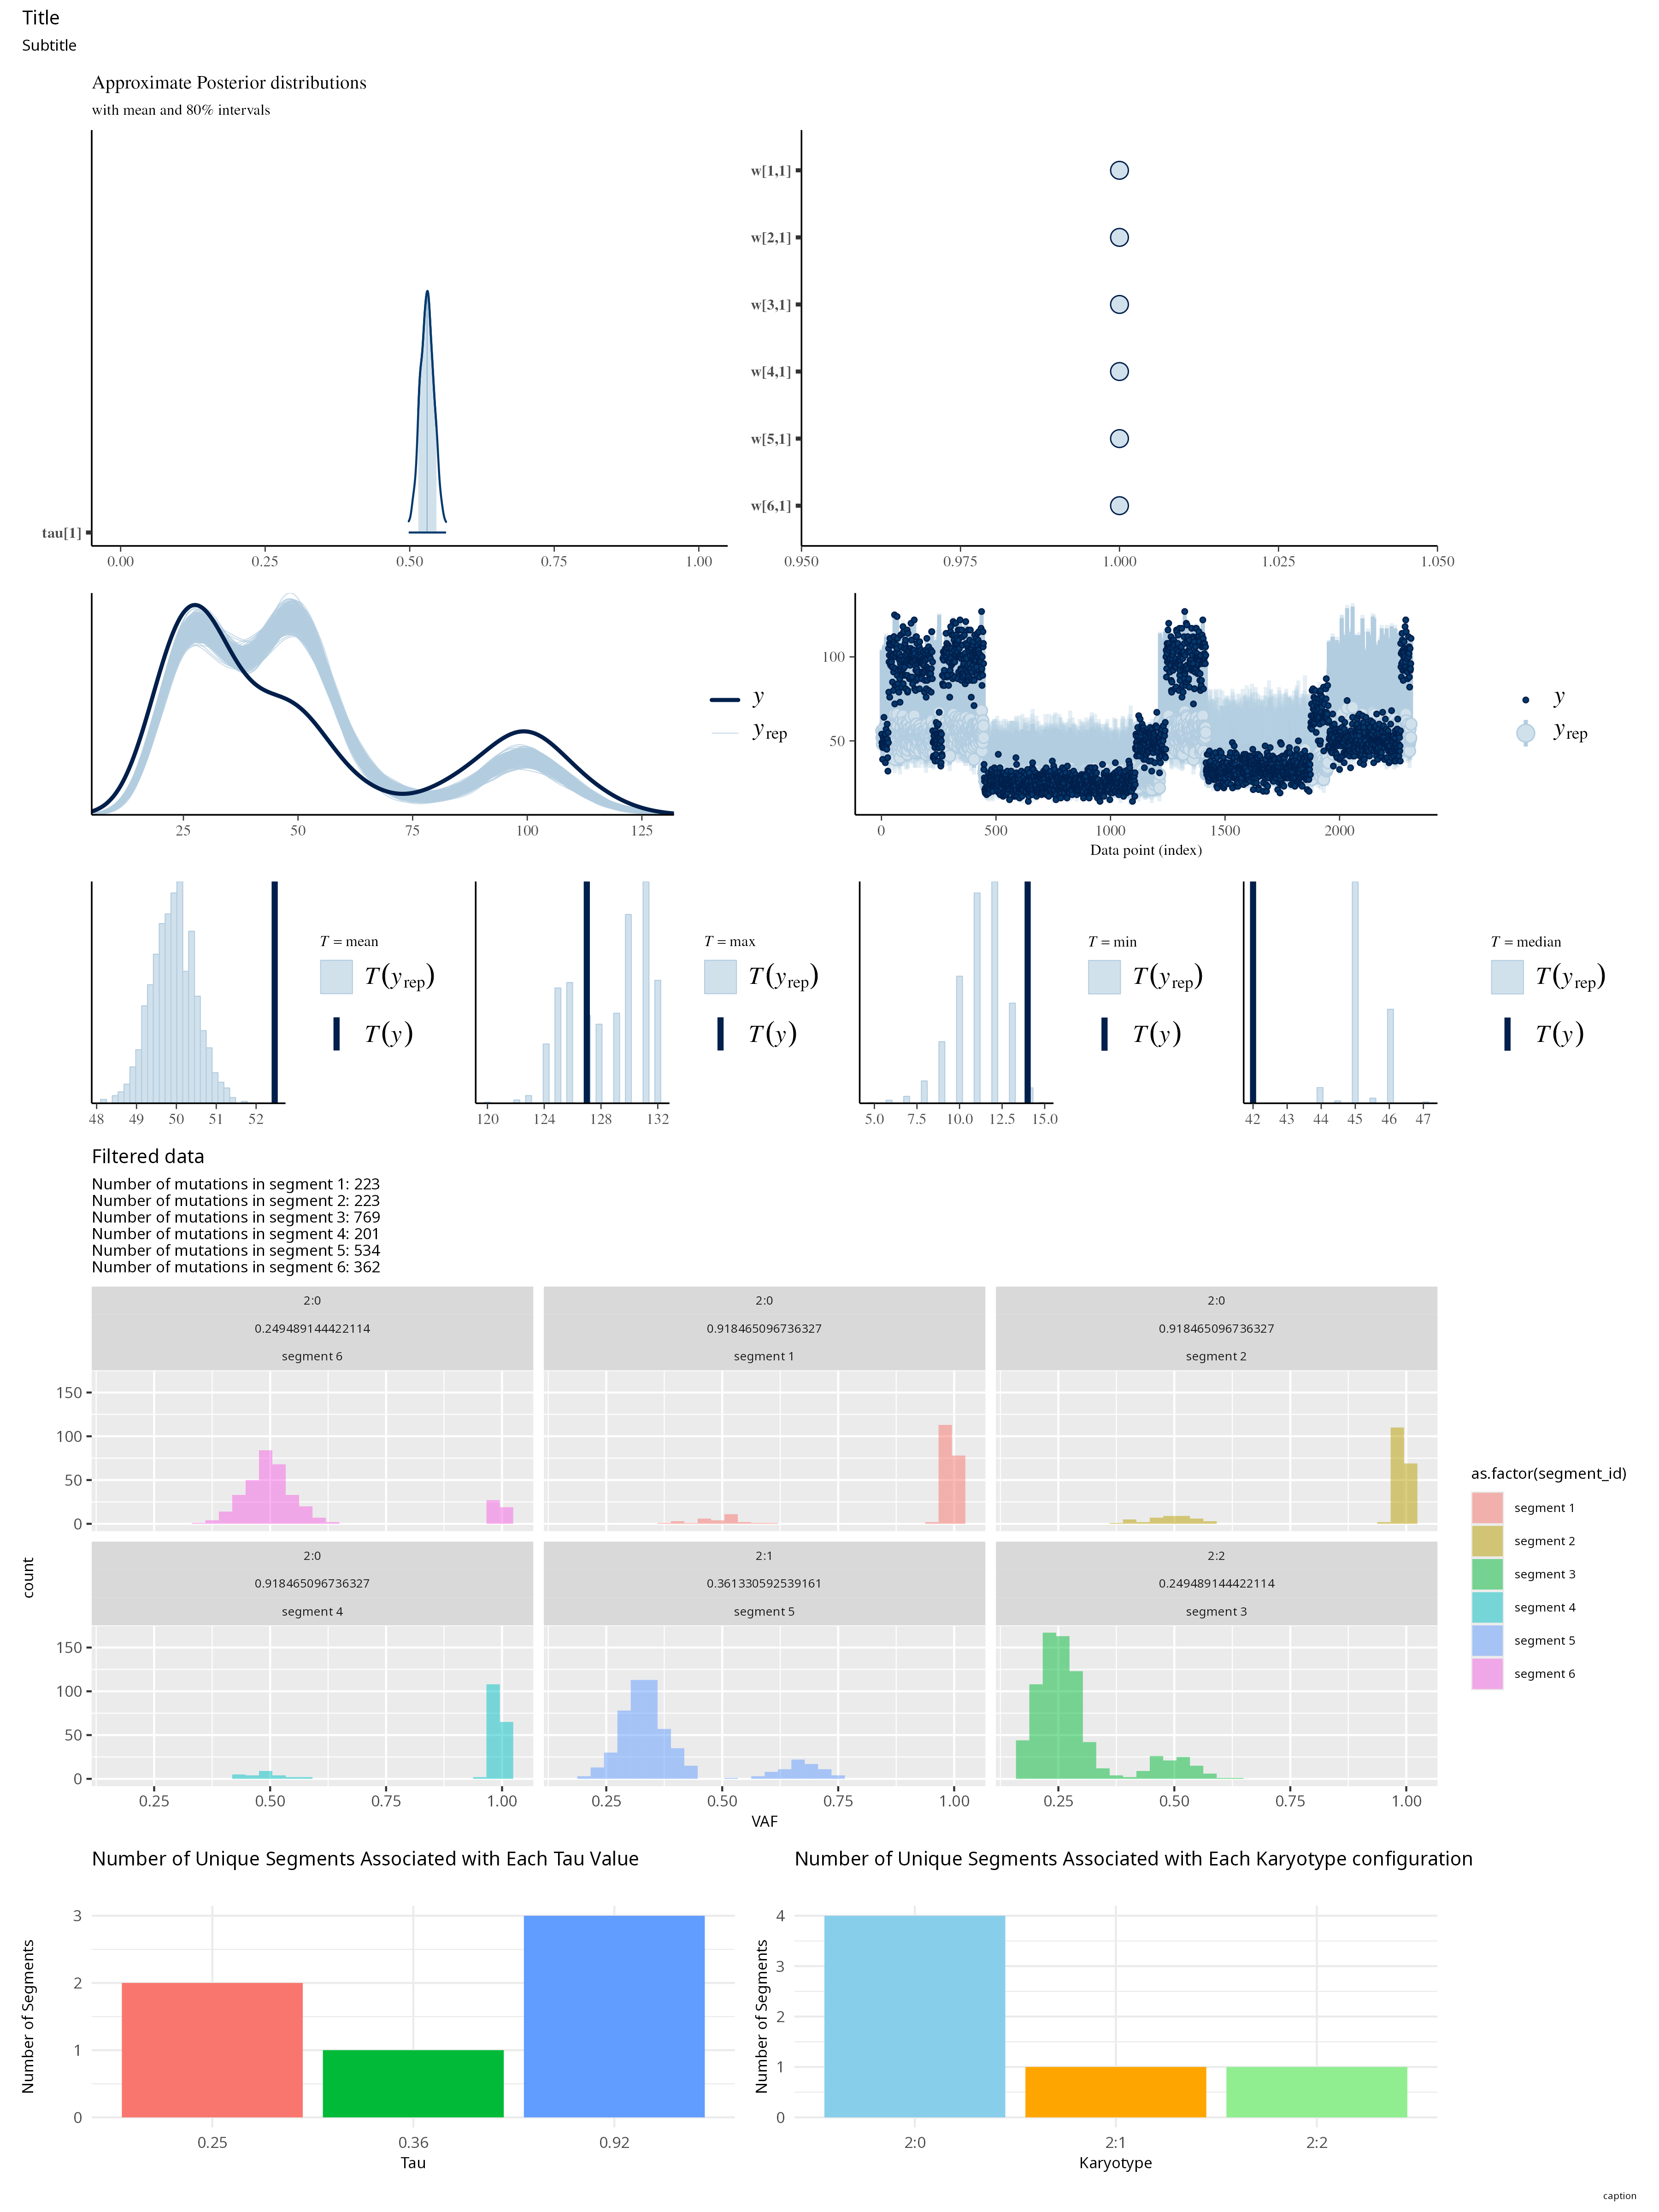 Title
Subtitle
Approximate Posterior distributions
with mean and 80% intervals
tau[1]
0.00 0.25 0.50 0.75 1.00
w[1,1]
w[2,1]
w[3,1]
w[4,1]
w[5,1]
w[6,1]
0.950 0.975 1.000 1.025 1.050
y
yrep
25 50 75 100 125
100
50
0 500 1000 1500 2000
Data point (index)
y
yrep
T = mean
T(yrep)
T(y)
48 49 50 51 52
T = max
T(yrep)
T(y)
120 124 128 132
T = min
T(yrep)
T(y)
5.0 7.5 10.0 12.5 15.0
T = median
T(yrep)
T(y)
42 43 44 45 46 47
Filtered data
Number of mutations in segment 1: 223
Number of mutations in segment 2: 223
Number of mutations in segment 3: 769
Number of mutations in segment 4: 201
Number of mutations in segment 5: 534
Number of mutations in segment 6: 362
2:0 2:0 2:0
0.249489144422114 0.918465096736327 0.918465096736327
segment 6 segment 1 segment 2
150
100
50
0
2:0 2:1 2:2
0.918465096736327 0.361330592539161 0.249489144422114
segment 4 segment 5 segment 3
150
100
50
0
count
0.25 0.50 0.75 1.00 0.25 0.50 0.75 1.00 0.25 0.50 0.75 1.00
VAF
as.factor(segment_id)
segment 1
segment 2
segment 3
segment 4
segment 5
segment 6
Number of Unique Segments Associated with Each Tau Value
Number of Segments
3
2
1
0
0.25 0.36 0.92
Tau
Number of Unique Segments Associated with Each Karyotype configuration
Number of Segments
4
3
2
1
0
2:0 2:1 2:2
Karyotype
caption